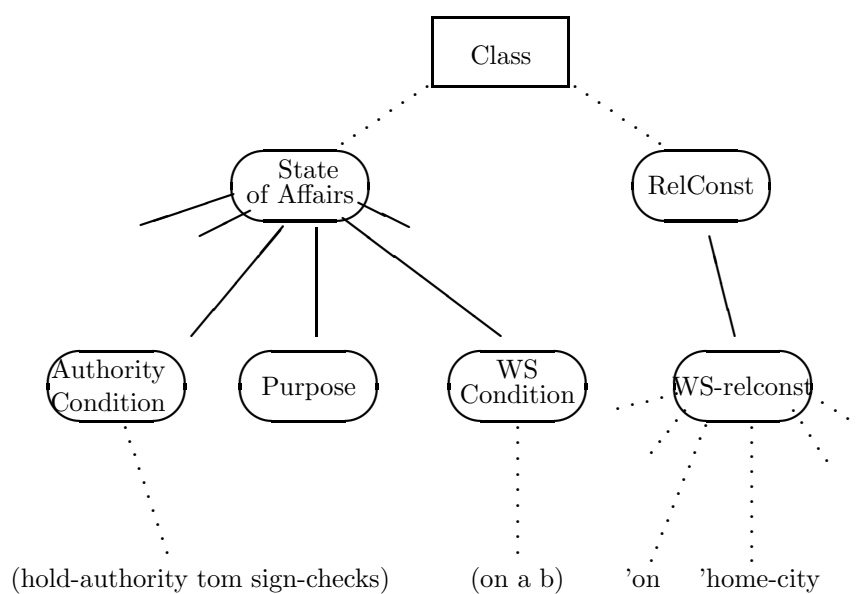 Class
State
of Affairs
RelConst
Authority
Condition
Purpose
WS
Condition
WS-relconst
(hold-authority tom sign-checks)
(on a b)
'on
'home-city